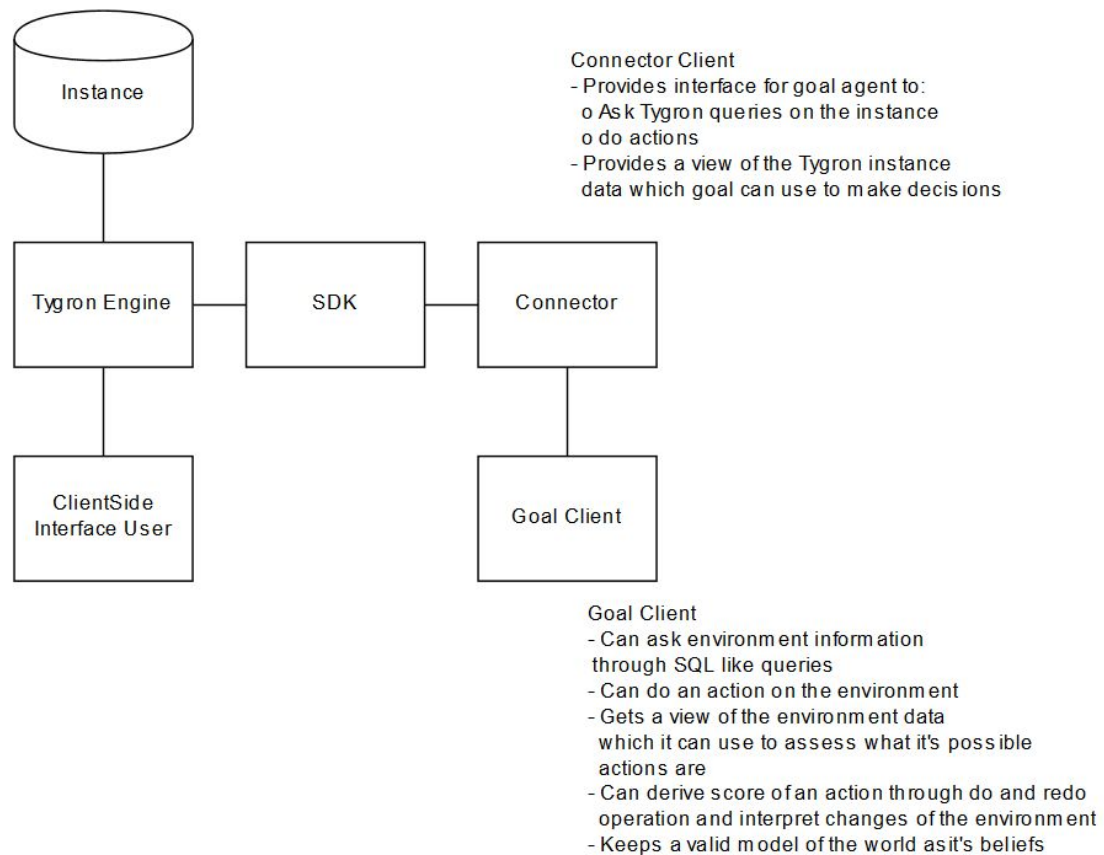 Instance
Connector Client
- Provides interface for goal agent to:
o Ask Tygron queries on the instance
o do actions
- Provides a view of the Tygron instance
data which goal can use to make decisions
Tygron Engine
SDK
Connector
ClientSide
Interface User
Goal Client
Goal Client
- Can ask environment information
through SQL like queries
- Can do an action on the environment
- Gets a view of the environment data
which it can use to assess what it's possible
actions are
- Can derive score of an action through do and redo
operation and interpret changes of the environment
- Keeps a valid model of the world asit's beliefs